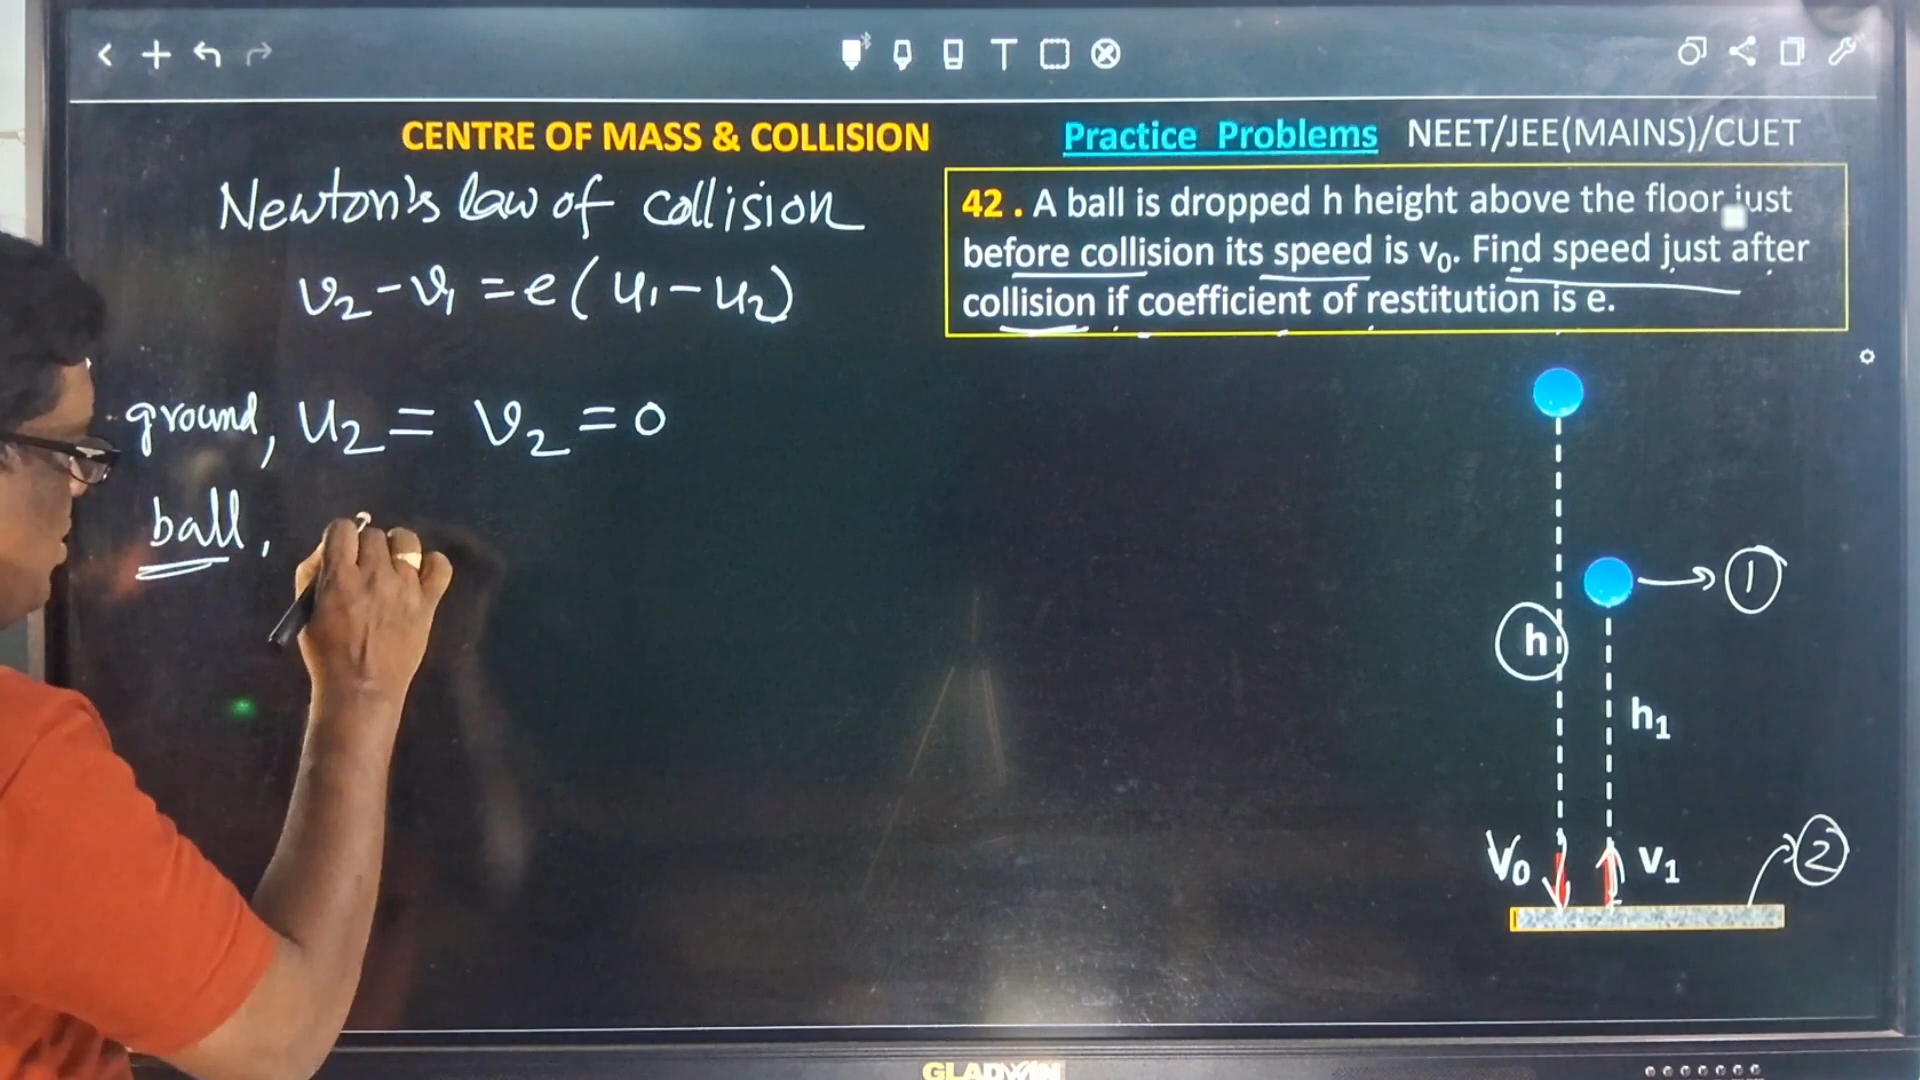 CENTRE OF MASS & COLLISION
Practice Problems NEET/JEE(MAINS)/CUET
Newton's law of collision
v₂ - v₁ = e (u₁ - u₂)
42 . A ball is dropped h height above the floor just
before collision its speed is v₀. Find speed just after
collision if coefficient of restitution is e.
ground, u₂ = v₂ = 0
ball,
1
h
h₁
V₀
v₁
2
GLADWIN